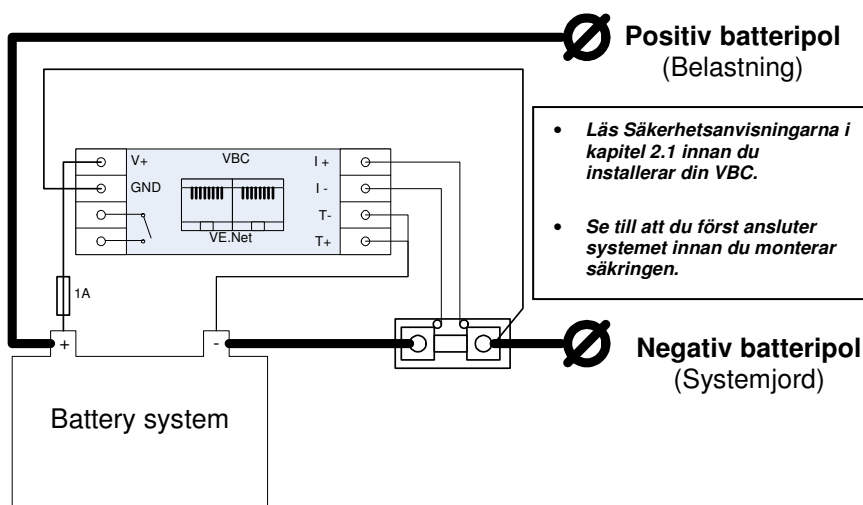 Positiv batteripol
(Belastning)
• Läs Säkerhetsanvisningarna i
kapitel 2.1 innan du
installerar din VBC.
• Se till att du först ansluter
systemet innan du monterar
säkringen.
V+
VBC
I +
GND
I -
T-
VE.Net
T+
1A
+
-
Negativ batteripol
(Systemjord)
Battery system